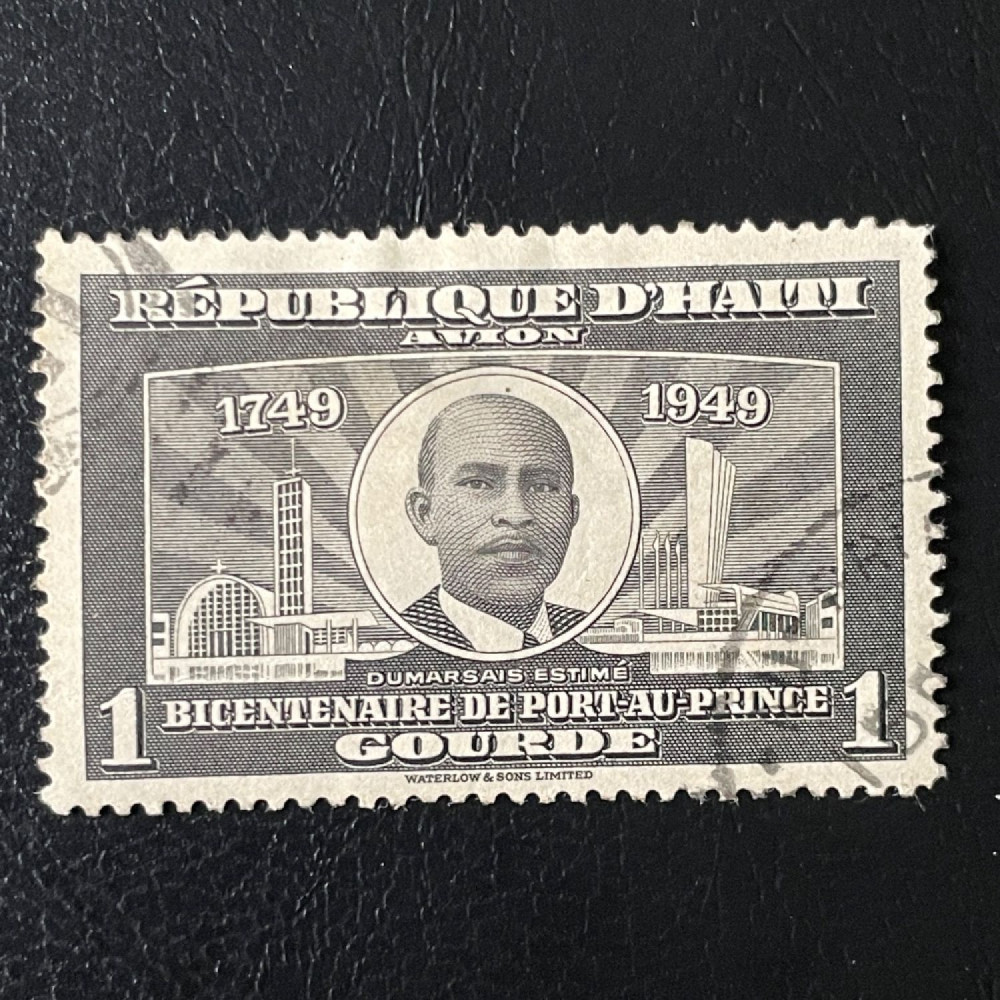 RÉPUBLIQUE D'HAITI
AVION
1749 1949
DUMARSAIS ESTIMÉ
1 BICENTENAIRE DE PORT-AU-PRINCE 1
GOURDE
WATERLOW & SONS LIMITED